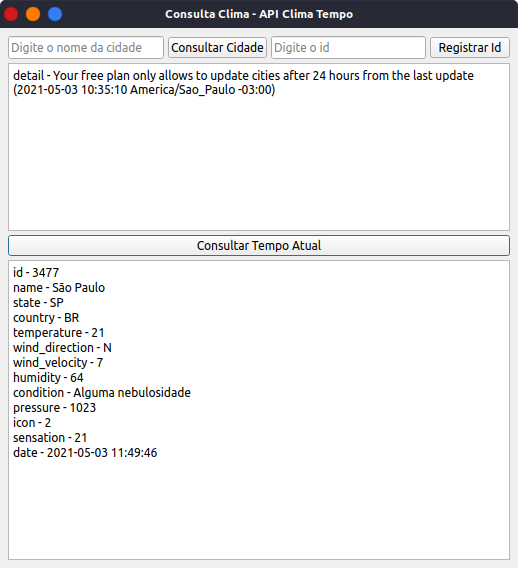 Consulta Clima - API Clima Tempo
Digite o nome da cidade Consultar Cidade Digite o id Registrar Id
detail - Your free plan only allows to update cities after 24 hours from the last update
(2021-05-03 10:35:10 America/Sao_Paulo -03:00)
Consultar Tempo Atual
id - 3477
name - São Paulo
state - SP
country - BR
temperature - 21
wind_direction - N
wind_velocity - 7
humidity - 64
condition - Alguma nebulosidade
pressure - 1023
icon - 2
sensation - 21
date - 2021-05-03 11:49:46